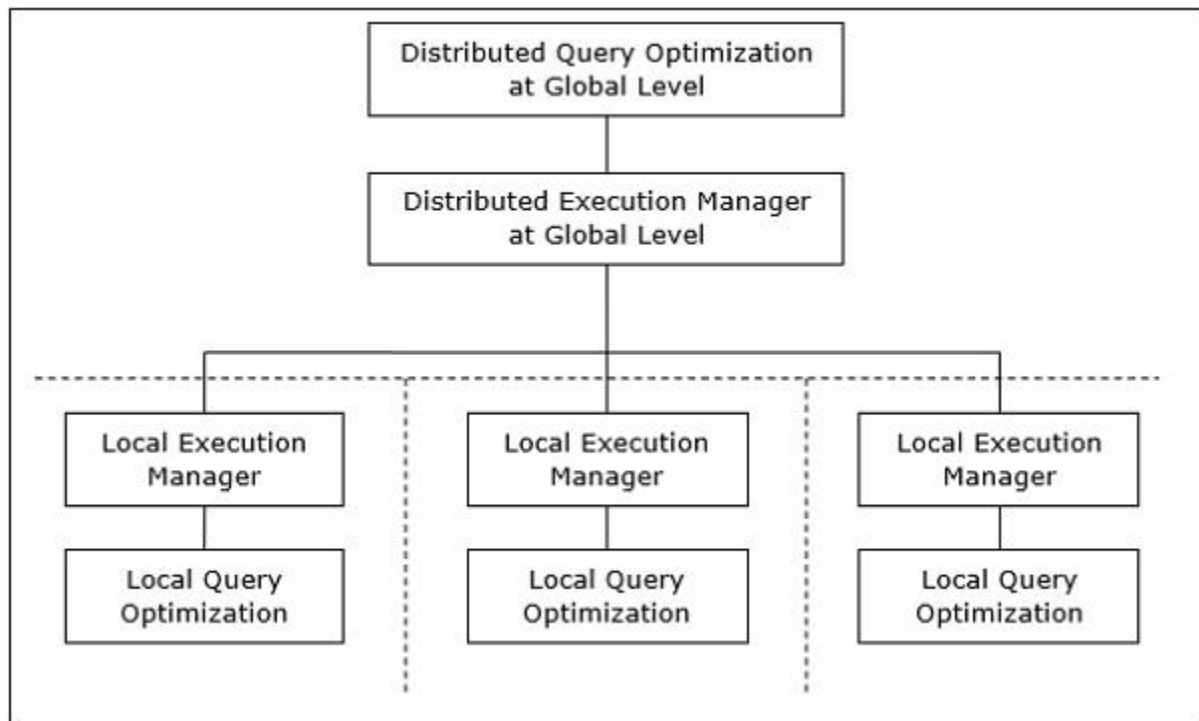 Distributed Query Optimization
at Global Level
Distributed Execution Manager
at Global Level
Local Execution
Manager
Local Query
Optimization
Local Execution
Manager
Local Query
Optimization
Local Execution
Manager
Local Query
Optimization